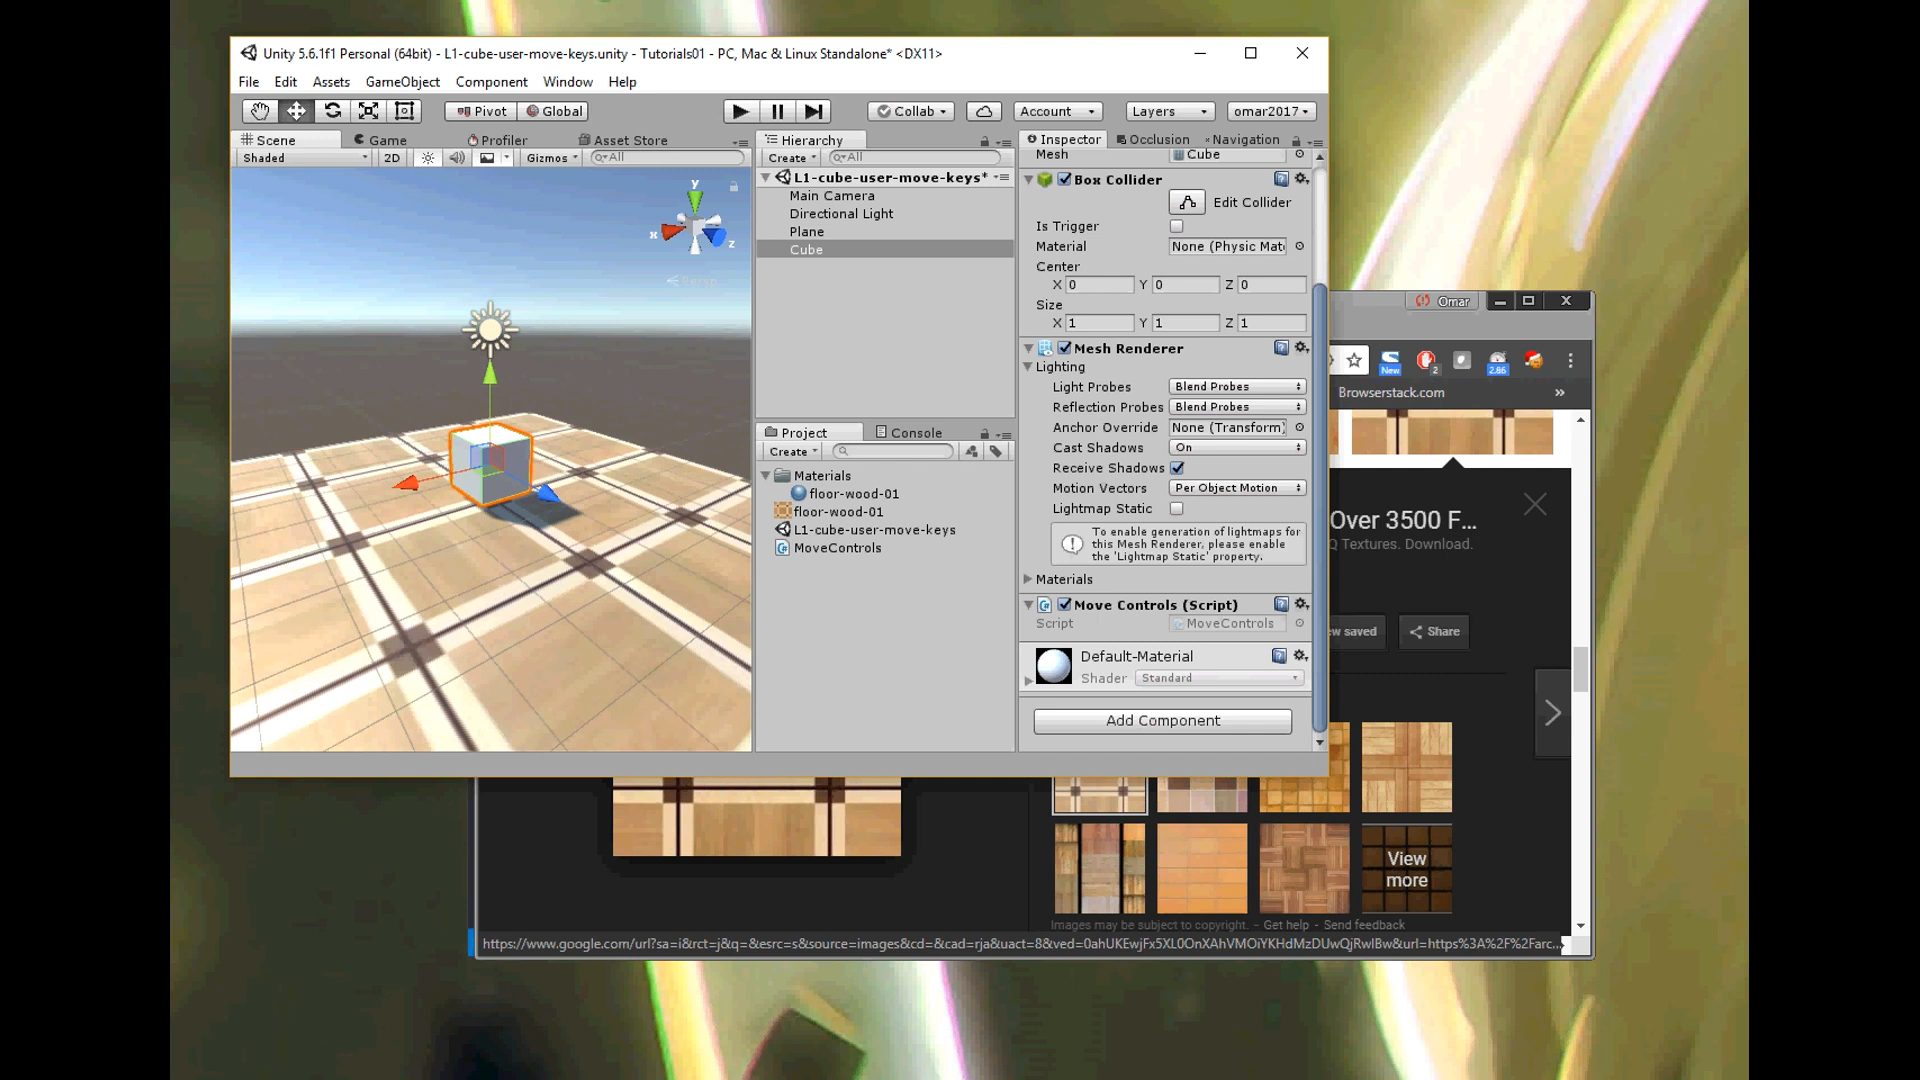 Unity 5.6.1f1 Personal (64bit) - L1-cube-user-move-keys.unity - Tutorials01 - PC, Mac & Linux Standalone* <DX11>
File Edit Assets GameObject Component Window Help
Pivot Global Collab Account Layers omar2017
Scene Game Profiler Asset Store
Shaded 2D Gizmos All
y
x
z
Persp
Hierarchy
Create All
L1-cube-user-move-keys*
Main Camera
Directional Light
Plane
Cube
Project Console
Create
Materials
floor-wood-01
floor-wood-01
L1-cube-user-move-keys
MoveControls
Inspector Occlusion Navigation
Mesh Cube
Box Collider
Edit Collider
Is Trigger
Material None (Physic Mat
Center
X 0 Y 0 Z 0
Size
X 1 Y 1 Z 1
Mesh Renderer
Lighting
Light Probes Blend Probes
Reflection Probes Blend Probes
Anchor Override None (Transform)
Cast Shadows On
Receive Shadows
Motion Vectors Per Object Motion
Lightmap Static
To enable generation of lightmaps for
this Mesh Renderer, please enable
the 'Lightmap Static' property.
Materials
Move Controls (Script)
Script MoveControls
Default-Material
Shader Standard
Add Component
Omar
New 2 2.86
Browserstack.com
Over 3500 F...
Q Textures. Download.
w saved Share
View
more
Images may be subject to copyright. - Get help - Send feedback
https://www.google.com/url?sa=i&rct=j&q=&esrc=s&source=images&cd=&cad=rja&uact=8&ved=0ahUKEwjFx5XL0OnXAhVMOiYKHdMzDUwQjRwIBw&url=https%3A%2F%2Farc...